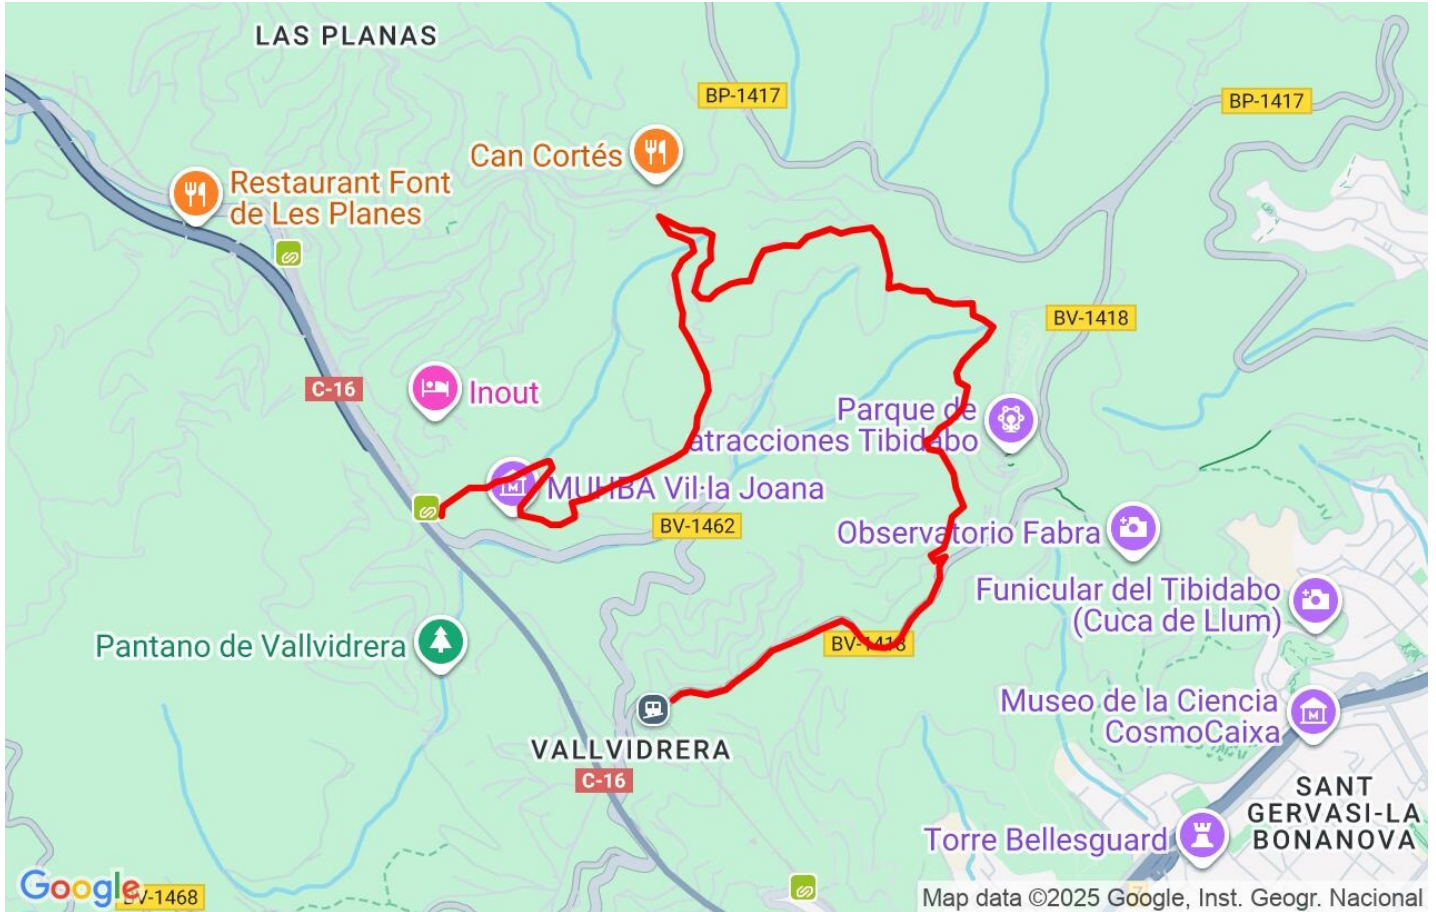 LAS PLANAS
BP-1417
BP-1417
Can Cortés
Restaurant Font
de Les Planes
BV-1418
C-16
Inout
Parque de
atracciones Tibidabo
MUHBA Vil·la Joana
BV-1462
Observatorio Fabra
Funicular del Tibidabo
(Cuca de Llum)
Pantano de Vallvidrera
BV-1418
Museo de la Ciencia
CosmoCaixa
VALLVIDRERA
C-16
SANT
GERVASI-LA
BONANOVA
Torre Bellesguard
Google
BV-1468
Map data ©2025 Google, Inst. Geogr. Nacional